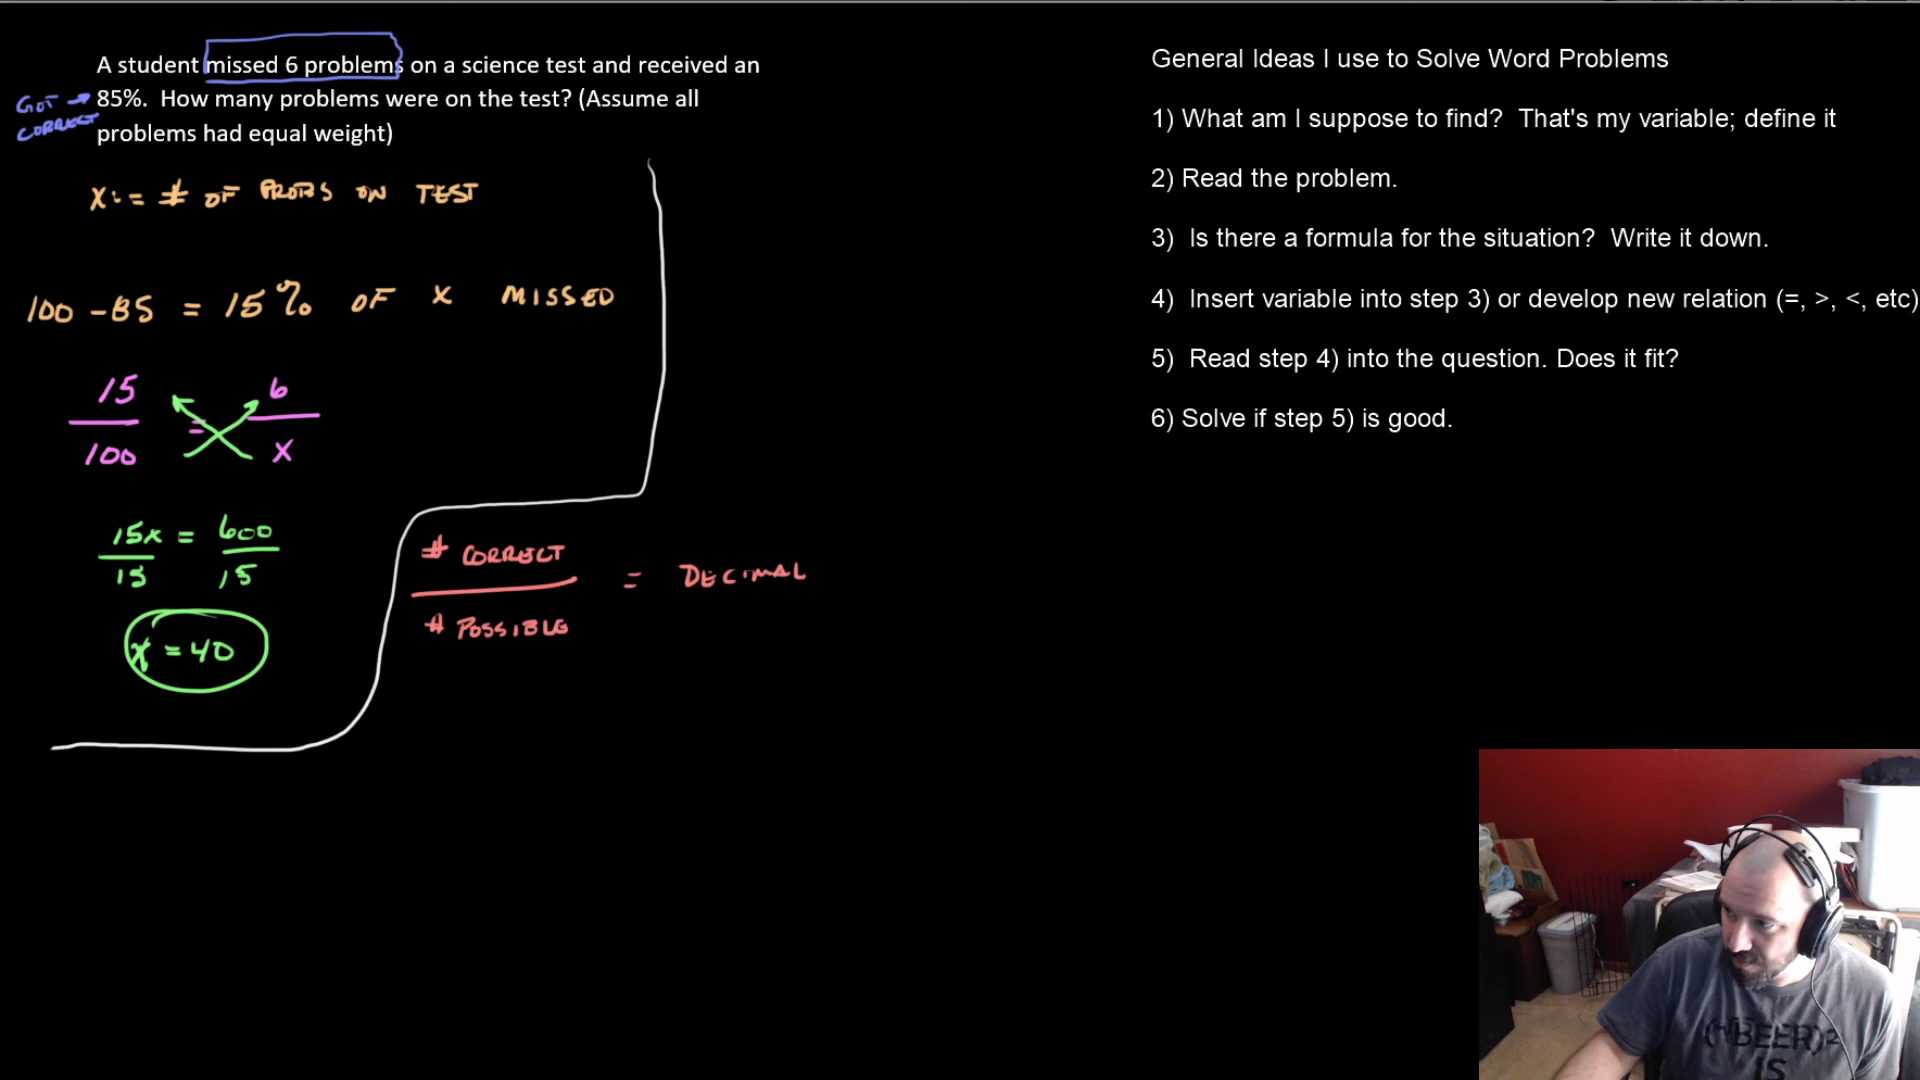 A student missed 6 problems on a science test and received an
GOT → 85%. How many problems were on the test? (Assume all
CORRECT problems had equal weight)
X := # OF PROBS ON TEST
100 - 85 = 15% OF X MISSED
15 = 6
100 X
15x = 600
15 15
x = 40
# CORRECT
= DECIMAL
# POSSIBLE
General Ideas I use to Solve Word Problems
1) What am I suppose to find? That's my variable; define it
2) Read the problem.
3) Is there a formula for the situation? Write it down.
4) Insert variable into step 3) or develop new relation (=, >, <, etc)
5) Read step 4) into the question. Does it fit?
6) Solve if step 5) is good.
BEER)²
IS